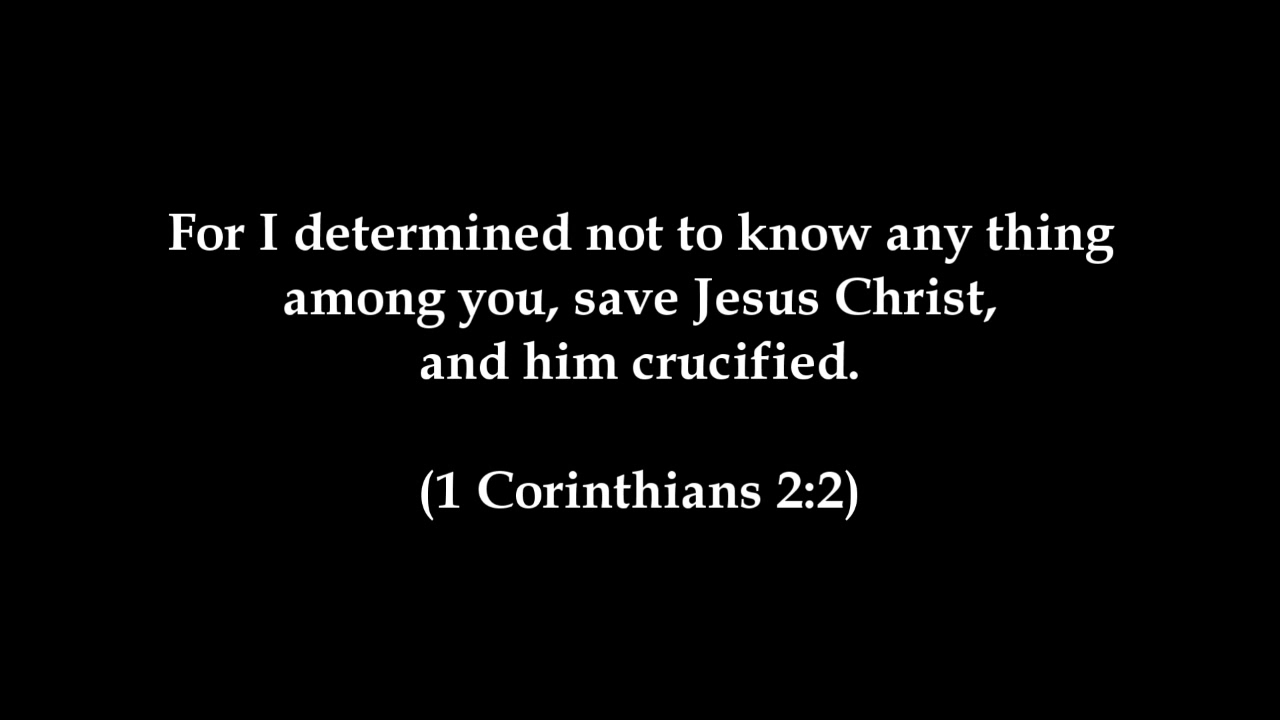 For I determined not to know any thing
among you, save Jesus Christ,
and him crucified.
(1 Corinthians 2:2)